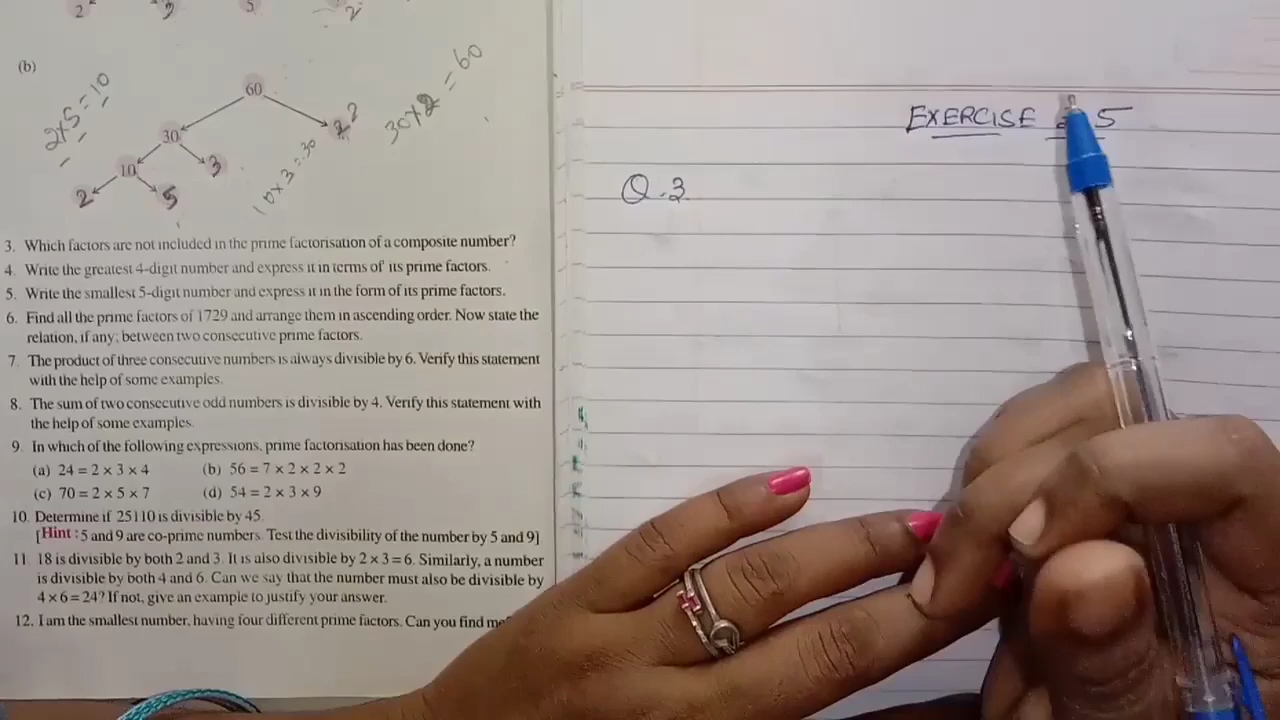 2 2 5 2
(b)
60
2×5=10
30×2=60
30
2 2
10
3
10×3=30
2
5
3. Which factors are not included in the prime factorisation of a composite number?
4. Write the greatest 4-digit number and express it in terms of its prime factors.
5. Write the smallest 5-digit number and express it in the form of its prime factors.
6. Find all the prime factors of 1729 and arrange them in ascending order. Now state the
relation, if any; between two consecutive prime factors.
7. The product of three consecutive numbers is always divisible by 6. Verify this statement
with the help of some examples.
8. The sum of two consecutive odd numbers is divisible by 4. Verify this statement with
the help of some examples.
9. In which of the following expressions, prime factorisation has been done?
(a) 24 = 2 × 3 × 4 (b) 56 = 7 × 2 × 2 × 2
(c) 70 = 2 × 5 × 7 (d) 54 = 2 × 3 × 9
10. Determine if 25110 is divisible by 45.
[Hint : 5 and 9 are co-prime numbers. Test the divisibility of the number by 5 and 9]
11. 18 is divisible by both 2 and 3. It is also divisible by 2 × 3 = 6. Similarly, a number
is divisible by both 4 and 6. Can we say that the number must also be divisible by
4 × 6 = 24? If not, give an example to justify your answer.
12. I am the smallest number, having four different prime factors. Can you find me
EXERCISE 5
Q.3